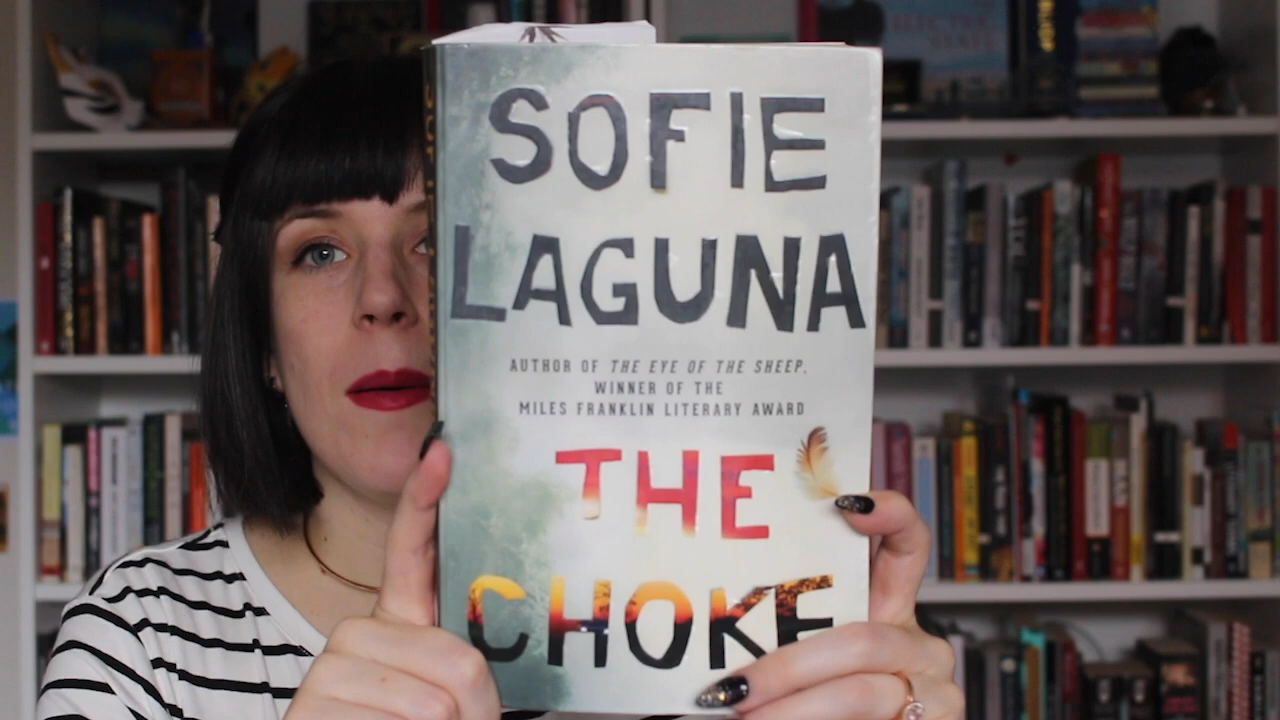 SOFIE
LAGUNA
AUTHOR OF THE EYE OF THE SHEEP,
WINNER OF THE
MILES FRANKLIN LITERARY AWARD
THE
CHOKE